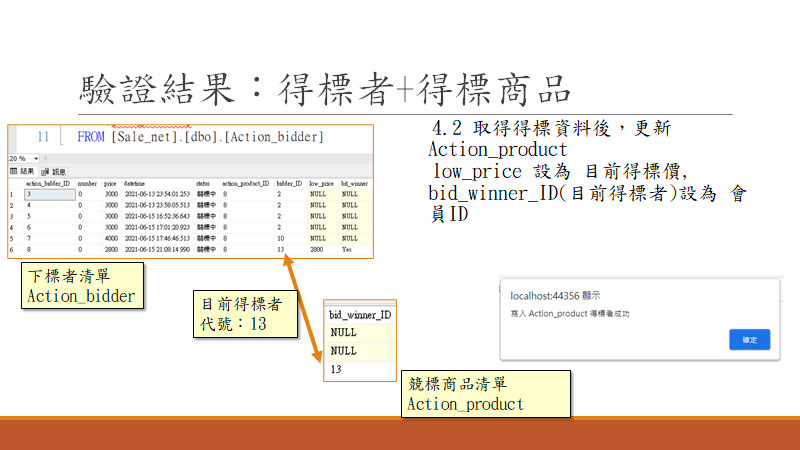 驗證結果：得標者+得標商品
11 FROM [Sale_net].[dbo].[Action_bidder]
20 %
結果 訊息
action_bidder_ID number price datetime status action_product_ID bidder_ID low_price bit_winner
1 3 0 3000 2021-06-13 23:54:01.253 競標中 8 2 NULL NULL
2 4 0 3000 2021-06-13 23:58:05.513 競標中 8 2 NULL NULL
3 5 0 3000 2021-06-15 16:52:36.643 競標中 8 2 NULL NULL
4 6 0 3000 2021-06-15 17:01:20.923 競標中 8 2 NULL NULL
5 7 0 4000 2021-06-15 17:46:46.513 競標中 8 10 NULL NULL
6 8 0 2800 2021-06-15 21:08:14.990 競標中 8 13 2800 Yes
4.2 取得得標資料後，更新
Action_product
low_price 設為 目前得標價,
bid_winner_ID(目前得標者)設為 會
員ID
下標者清單
Action_bidder
目前得標者
代號：13
bid_winner_ID
NULL
NULL
13
競標商品清單
Action_product
localhost:44356 顯示
寫入 Action_product 得標者成功
確定